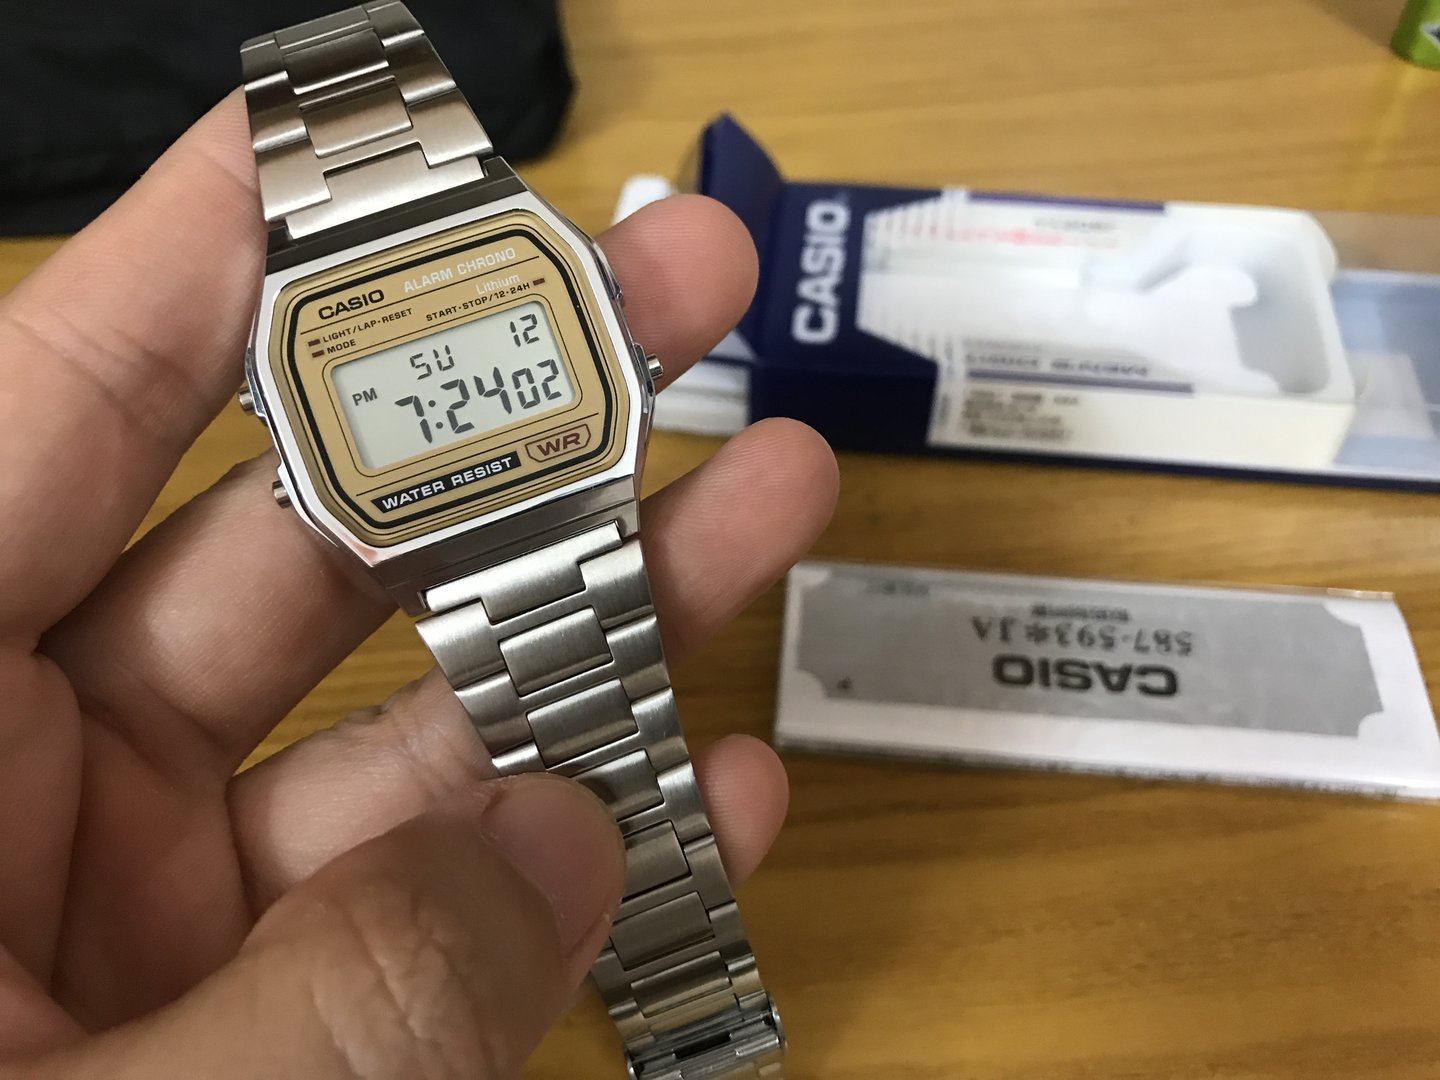 CASIO
ALARM CHRONO
Lithium
LIGHT/LAP•RESET
START•STOP/12•24H
MODE
SU 12
PM 7:24 02
WATER RESIST
WR
CASIO
CASIO
587-593※JA